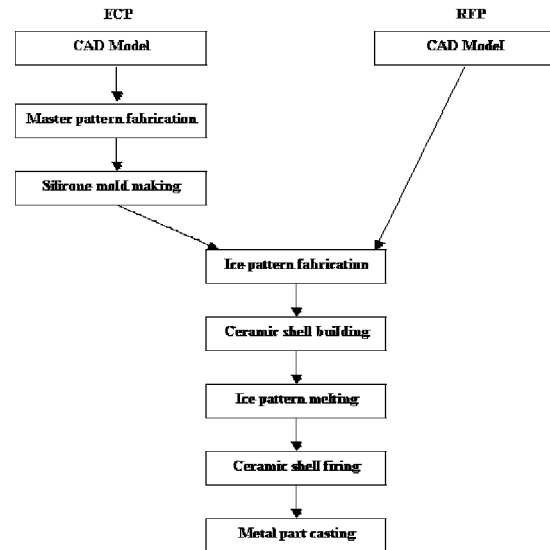 FCP
RFP
CAD Model
CAD Model
Master pattern fabrication
Silicone mold making
Ice pattern fabrication
Ceramic shell building
Ice pattern melting
Ceramic shell firing
Metal part casting